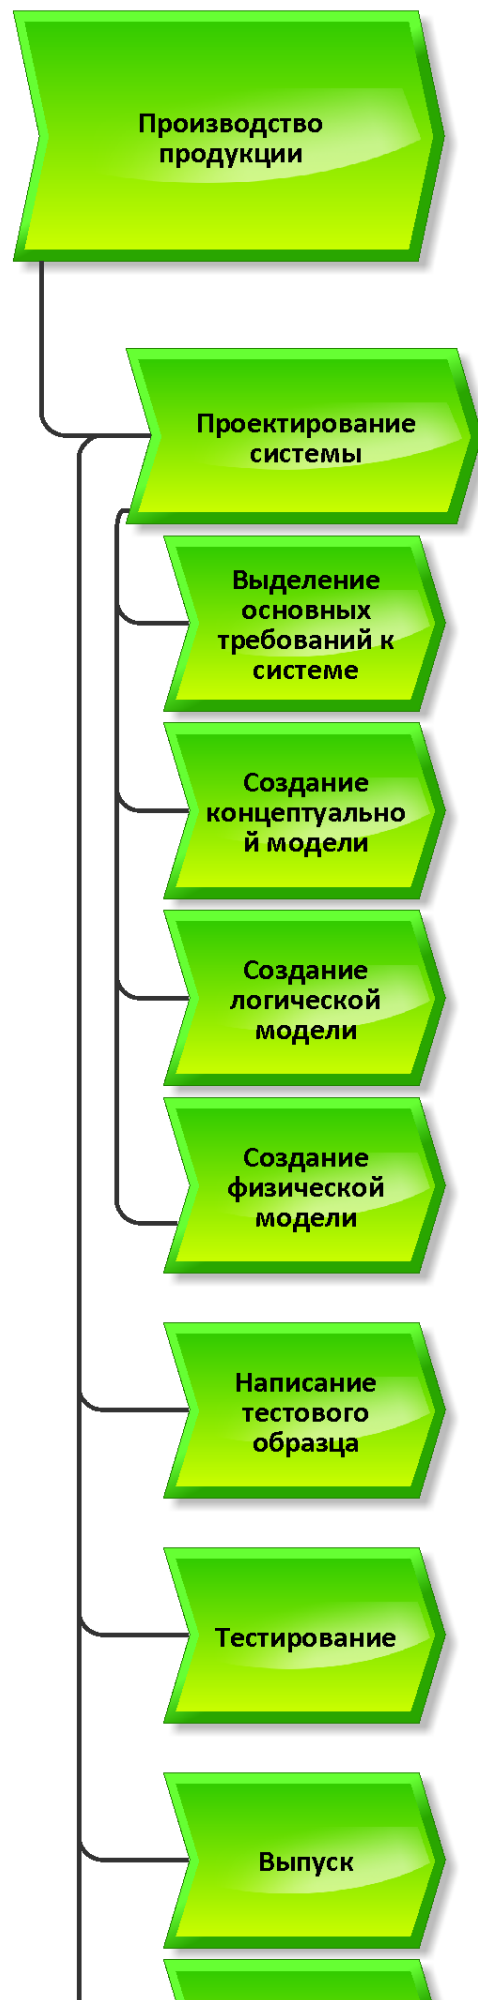 Производство
продукции
Проектирование
системы
Выделение
основных
требований к
системе
Создание
концептуально
й модели
Создание
логической
модели
Создание
физической
модели
Написание
тестового
образца
Тестирование
Выпуск